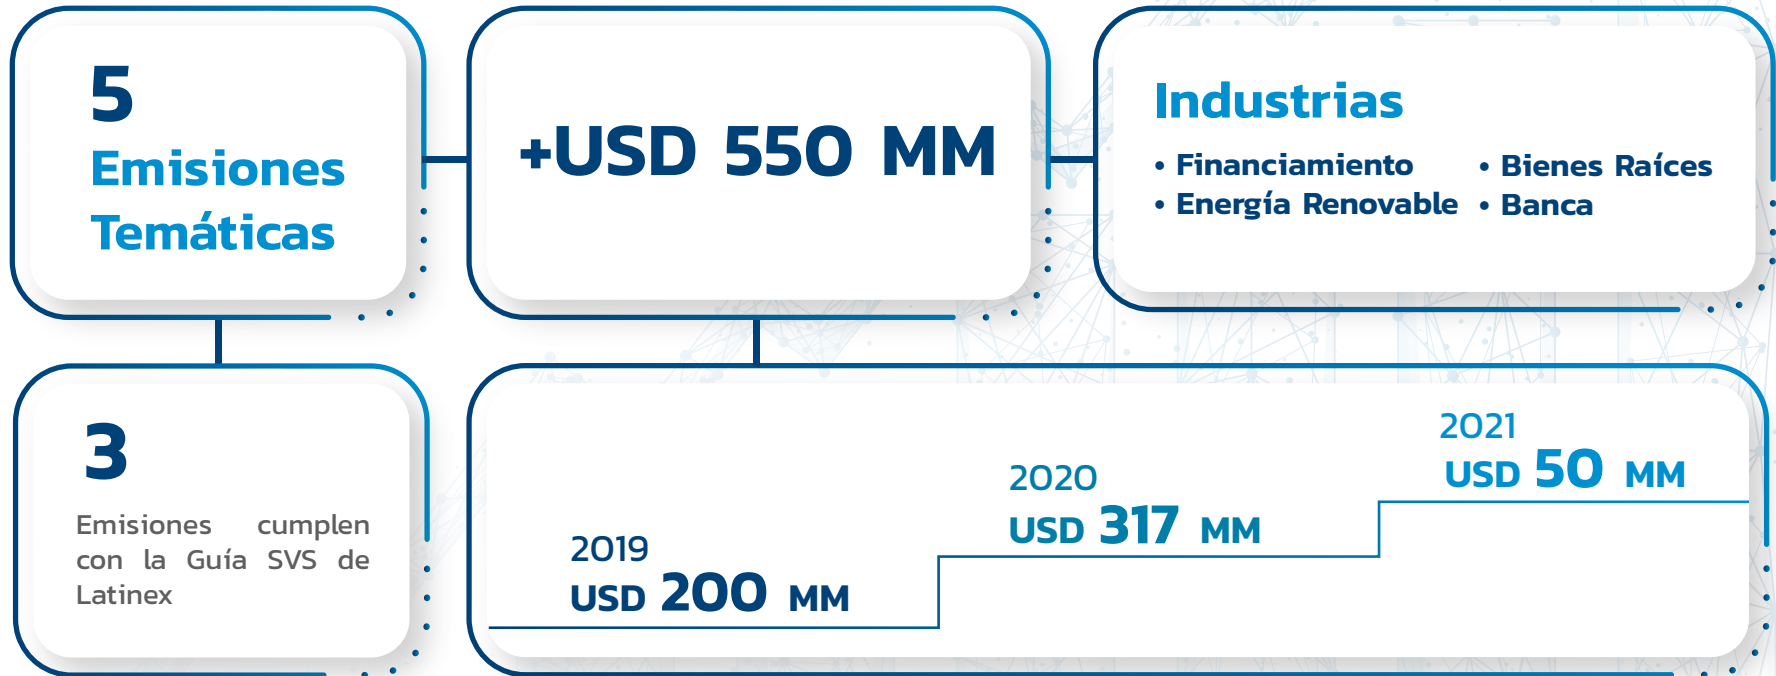 5
Emisiones
Temáticas
+USD 550 MM
Industrias
• Financiamiento
• Energía Renovable
• Bienes Raíces
• Banca
3
Emisiones cumplen
con la Guía SVS de
Latinex
2019
USD 200 MM
2020
USD 317 MM
2021
USD 50 MM